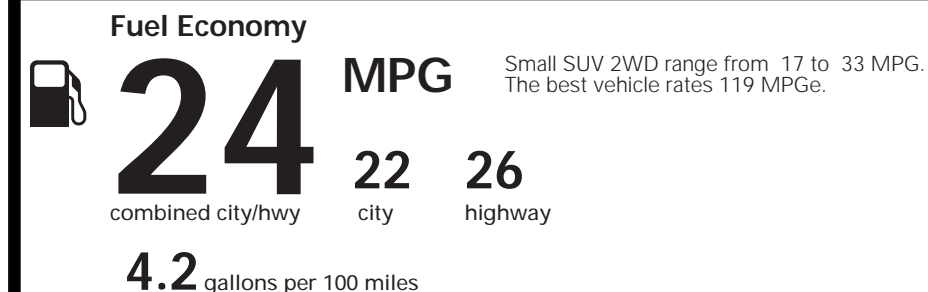 Fuel Economy
24 MPG
Small SUV 2WD range from 17 to 33 MPG.
The best vehicle rates 119 MPGe.
22 26
combined city/hwy city highway
4.2 gallons per 100 miles